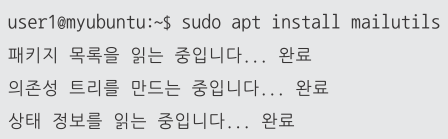 user1@myubuntu:~$ sudo apt install mailutils
패키지 목록을 읽는 중입니다... 완료
의존성 트리를 만드는 중입니다... 완료
상태 정보를 읽는 중입니다... 완료